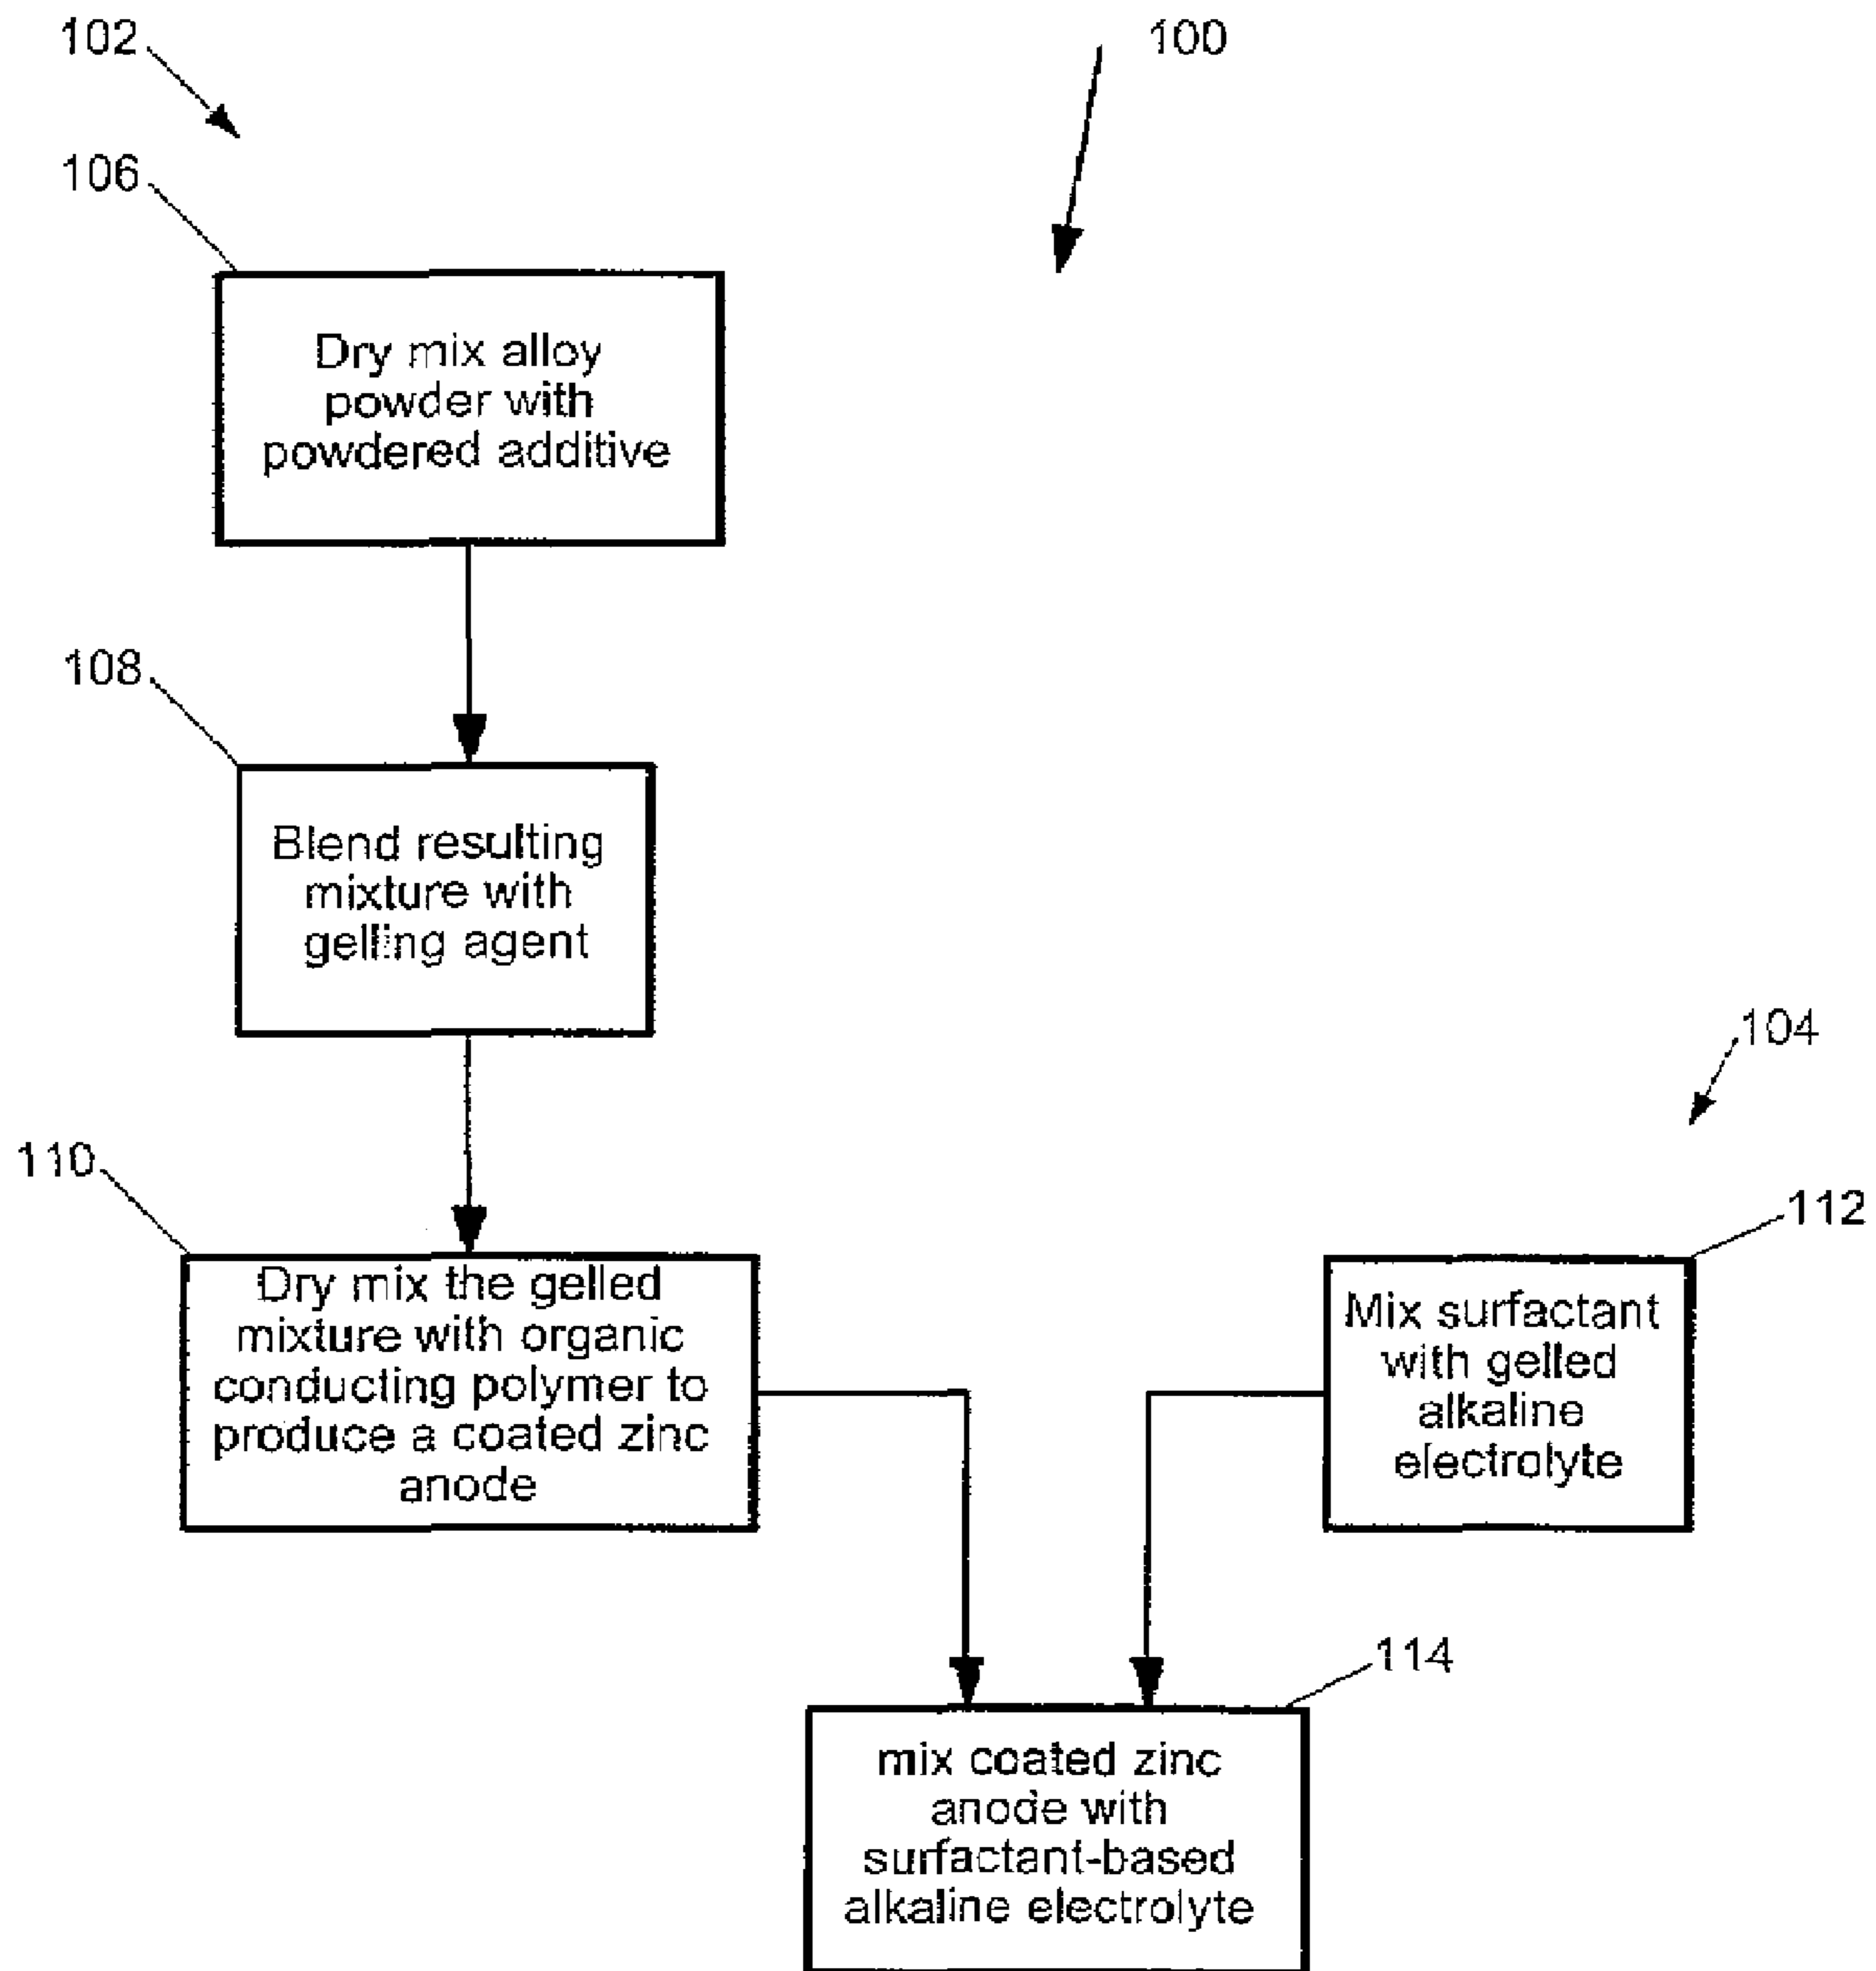 102
100
106
Dry mix alloy
powder with
powdered additive
108
Blend resulting
mixture with
gelling agent
104
110
112
Dry mix the gelled
mixture with organic
conducting polymer to
produce a coated zinc
anode
Mix surfactant
with gelled
alkaline
electrolyte
114
mix coated zinc
anode with
surfactant-based
alkaline electrolyte